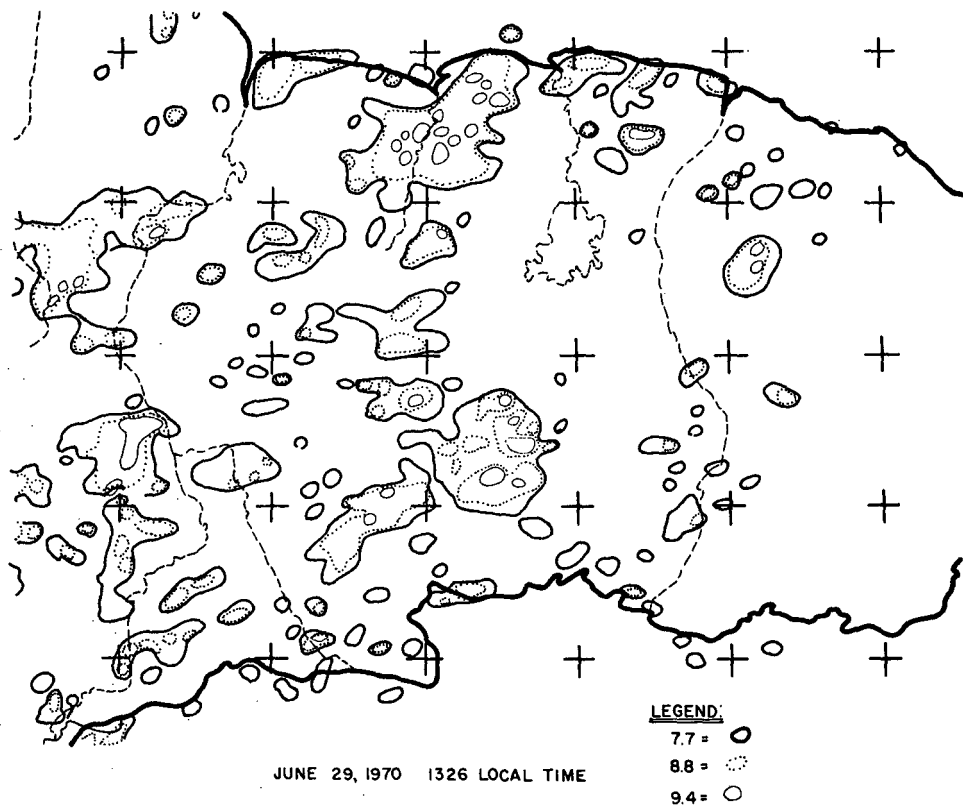 LEGEND:
7.7 =
8.8 =
9.4 =
JUNE 29, 1970 1326 LOCAL TIME